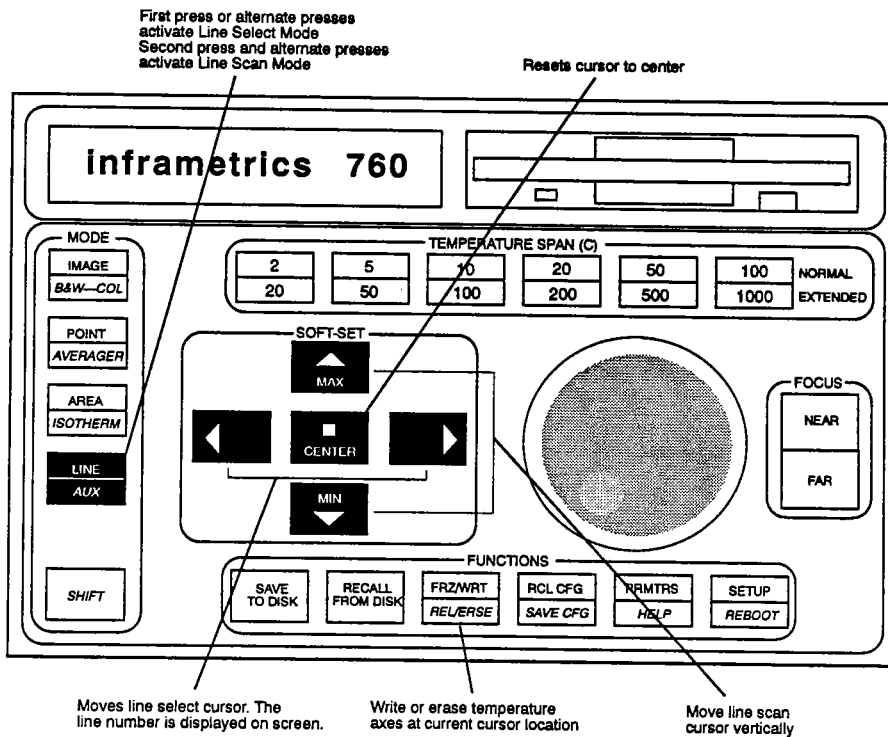 First press or alternate presses
activate Line Select Mode
Second press and alternate presses
activate Line Scan Mode
Resets cursor to center
inframetrics 760
MODE
IMAGE
B&W—COL
POINT
AVERAGER
AREA
ISOTHERM
LINE
AUX
SHIFT
TEMPERATURE SPAN (C)
2 5 10 20 50 100 NORMAL
20 50 100 200 500 1000 EXTENDED
SOFT-SET
MAX
CENTER
MIN
FOCUS
NEAR
FAR
FUNCTIONS
SAVE
TO DISK
RECALL
FROM DISK
FRZ/WRT
REL/ERSE
RCL CFG
SAVE CFG
PRMTRS
HELP
SETUP
REBOOT
Moves line select cursor. The
line number is displayed on screen.
Write or erase temperature
axes at current cursor location
Move line scan
cursor vertically